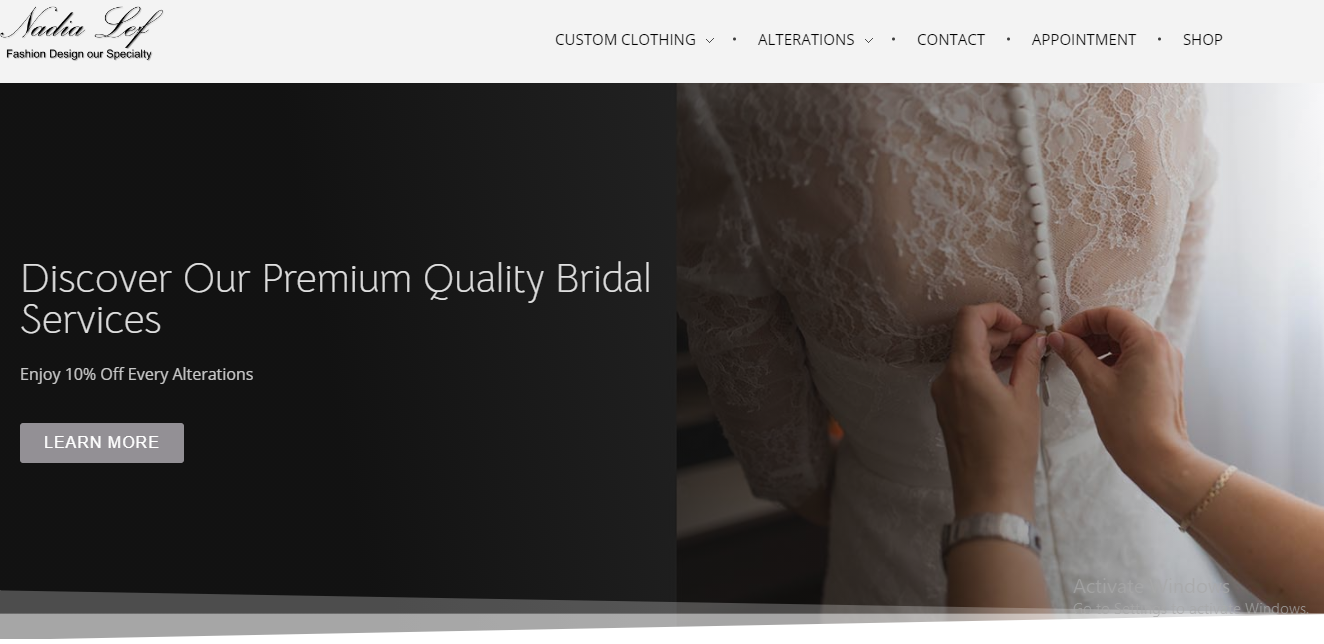 Nadia Lef
Fashion Design our Specialty
CUSTOM CLOTHING • ALTERATIONS • CONTACT • APPOINTMENT • SHOP
Discover Our Premium Quality Bridal
Services
Enjoy 10% Off Every Alterations
LEARN MORE
Activate Windows
Go to Settings to activate Windows.